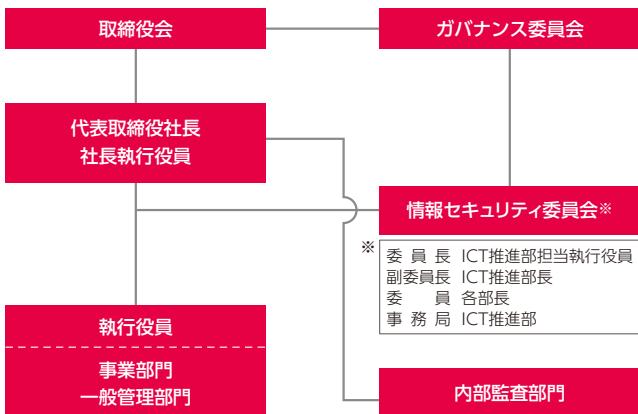 取締役会
ガバナンス委員会
代表取締役社長
社長執行役員
情報セキュリティ委員会※
※
委員長 ICT推進部担当執行役員
副委員長 ICT推進部長
委員 各部長
事務局 ICT推進部
執行役員
事業部門
一般管理部門
内部監査部門